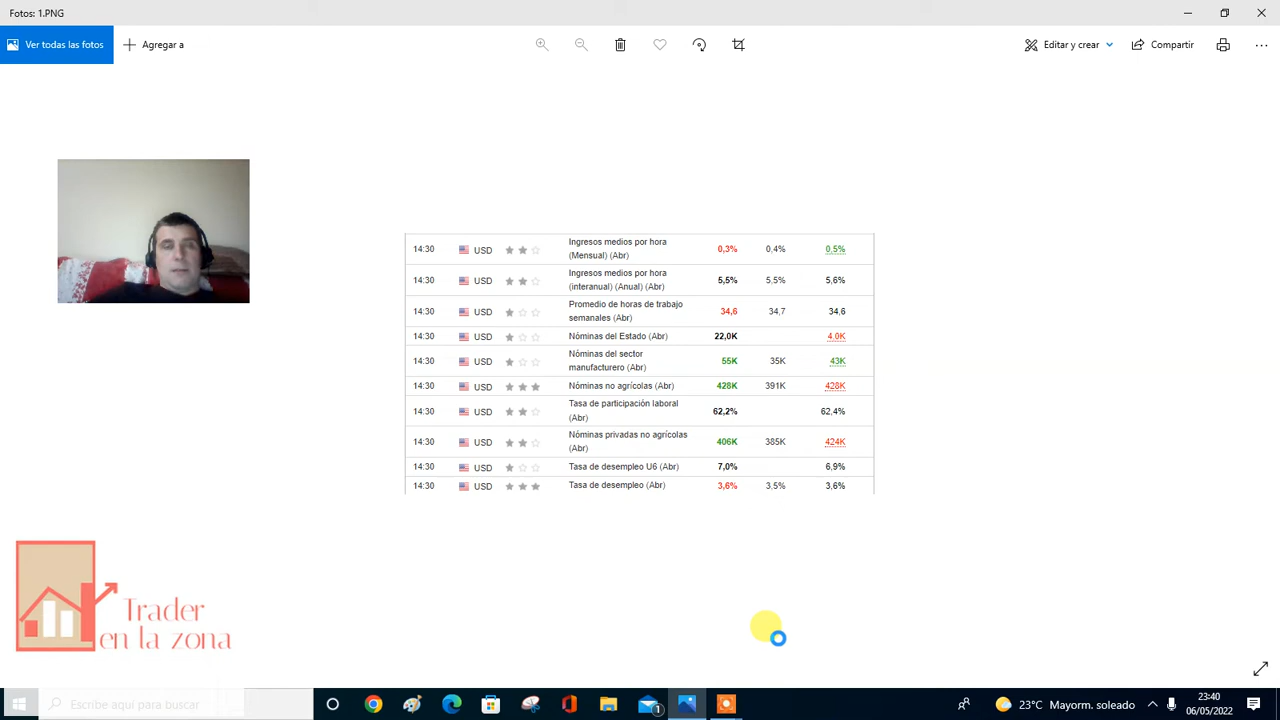 Fotos: 1.PNG
Ver todas las fotos
Agregar a
Editar y crear
Compartir
14:30 USD Ingresos medios por hora (Mensual) (Abr) 0,3% 0,4% 0,5%
14:30 USD Ingresos medios por hora (interanual) (Anual) (Abr) 5,5% 5,5% 5,6%
14:30 USD Promedio de horas de trabajo semanales (Abr) 34,6 34,7 34,6
14:30 USD Nóminas del Estado (Abr) 22,0K 4,0K
14:30 USD Nóminas del sector manufacturero (Abr) 55K 35K 43K
14:30 USD Nóminas no agrícolas (Abr) 428K 391K 428K
14:30 USD Tasa de participación laboral (Abr) 62,2% 62,4%
14:30 USD Nóminas privadas no agrícolas (Abr) 406K 385K 424K
14:30 USD Tasa de desempleo U6 (Abr) 7,0% 6,9%
14:30 USD Tasa de desempleo (Abr) 3,6% 3,5% 3,6%
Trader
en la zona
Escribe aquí para buscar
1
23°C Mayorm. soleado
23:40
06/05/2022